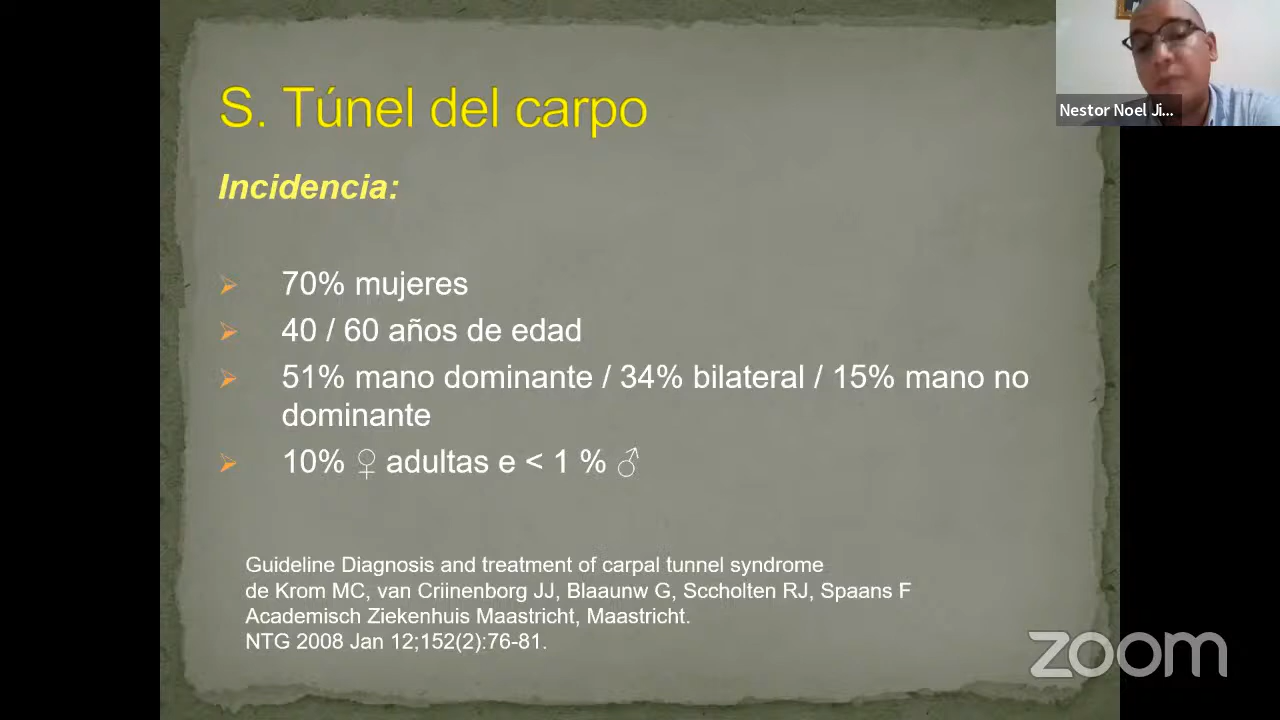 S. Túnel del carpo
Nestor Noel Ji...
Incidencia:
70% mujeres
40 / 60 años de edad
51% mano dominante / 34% bilateral / 15% mano no
dominante
10% ♀ adultas e < 1 % ♂
Guideline Diagnosis and treatment of carpal tunnel syndrome
de Krom MC, van Criinenborg JJ, Blaaunw G, Sccholten RJ, Spaans F
Academisch Ziekenhuis Maastricht, Maastricht.
NTG 2008 Jan 12;152(2):76-81.
zoom